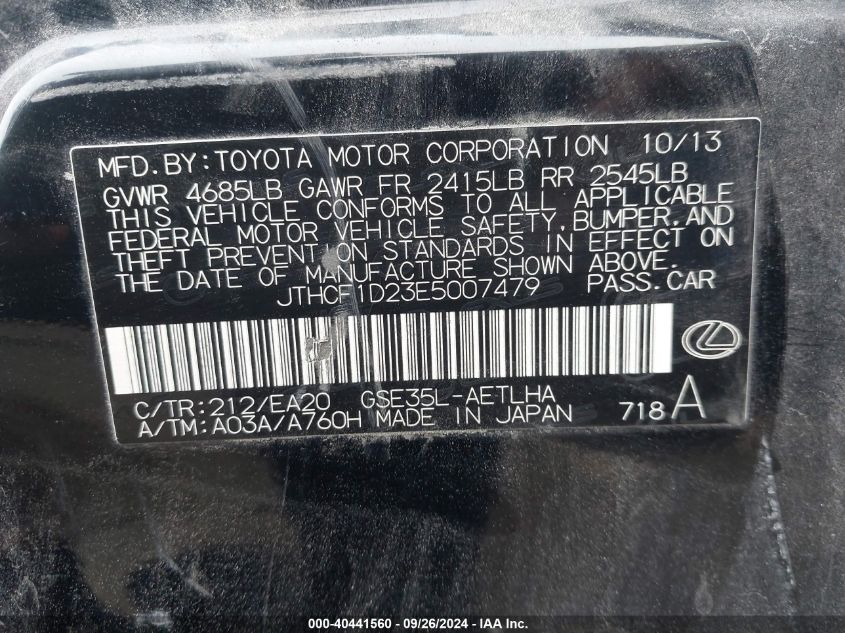 MFD.BY:TOYOTA MOTOR CORPORATION 10/13
GVWR 4685LB GAWR FR 2415LB RR 2545LB
THIS VEHICLE CONFORMS TO ALL APPLICABLE
FEDERAL MOTOR VEHICLE SAFETY,BUMPER,AND
THEFT PREVENTION STANDARDS IN EFFECT ON
THE DATE OF MANUFACTURE SHOWN ABOVE.
JTHCF1D23E5007479 PASS.CAR
C/TR:212/EA20 GSE35L-AETLHA
A/TM:A03A/A760H MADE IN JAPAN 718A
000-40441560 - 09/26/2024 - IAA, Inc.